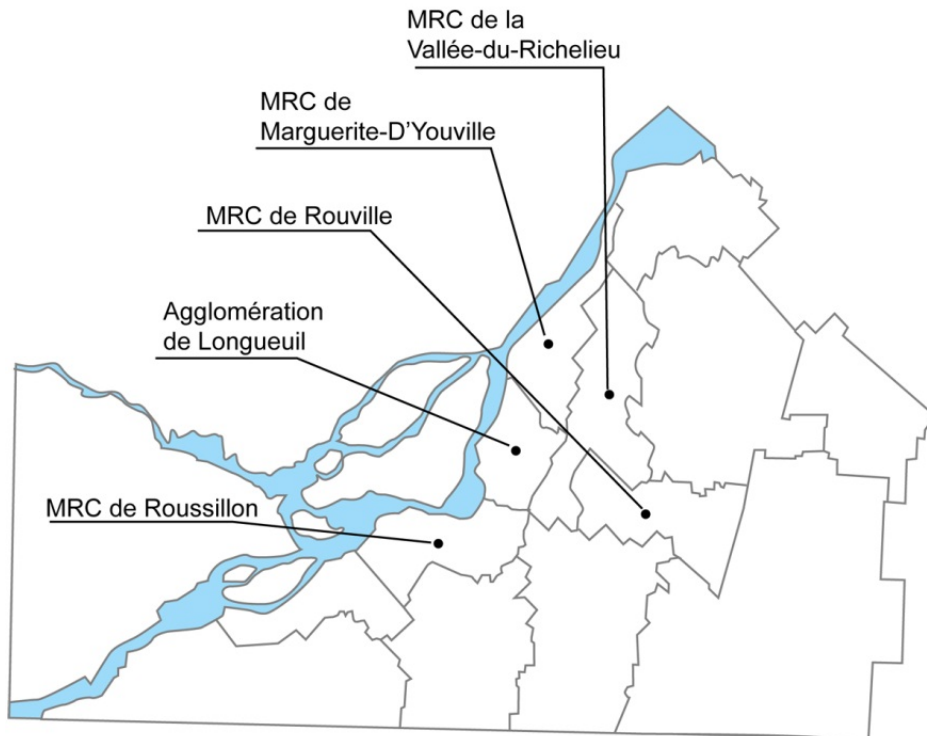 MRC de la
Vallée-du-Richelieu
MRC de
Marguerite-D'Youville
MRC de Rouville
Agglomération
de Longueuil
MRC de Roussillon